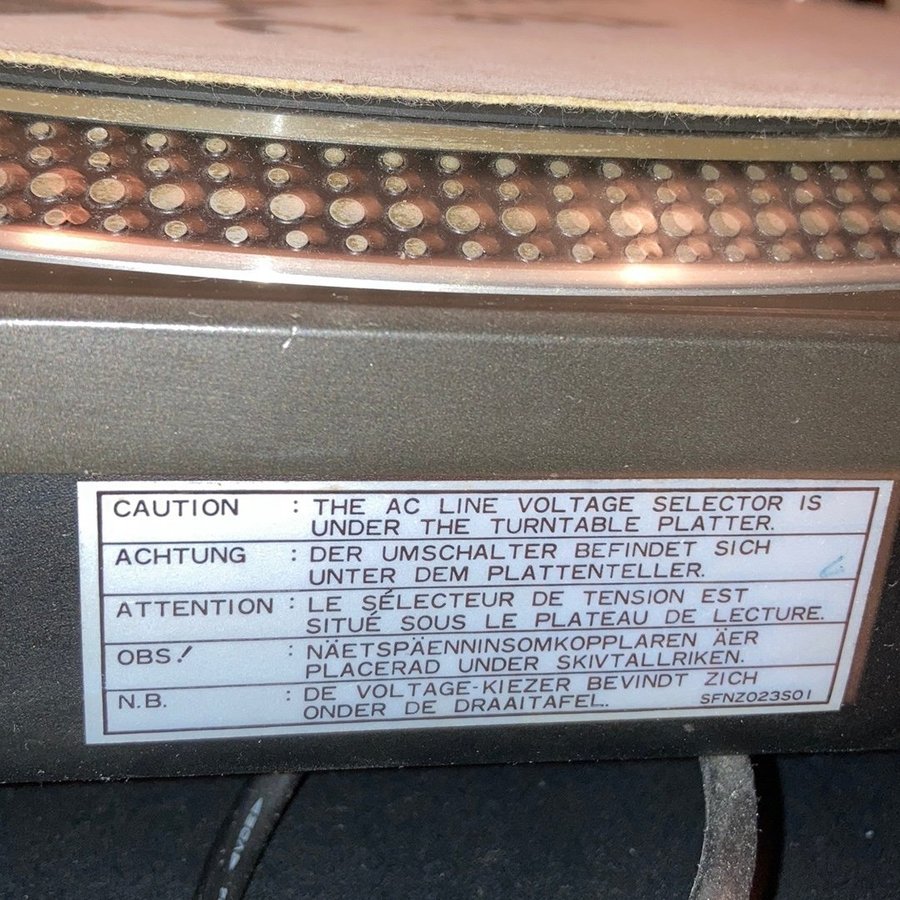 CAUTION : THE AC LINE VOLTAGE SELECTOR IS
UNDER THE TURNTABLE PLATTER.
ACHTUNG : DER UMSCHALTER BEFINDET SICH
UNTER DEM PLATTENTELLER.
ATTENTION : LE SÉLECTEUR DE TENSION EST
SITUÉ SOUS LE PLATEAU DE LECTURE.
OBS! : NÄETSPÄENNINSOMKOPPLAREN ÄER
PLACERAD UNDER SKIVTALLRIKEN.
N.B. : DE VOLTAGE-KIEZER BEVINDT ZICH
ONDER DE DRAAITAFEL. SFNZ023S01